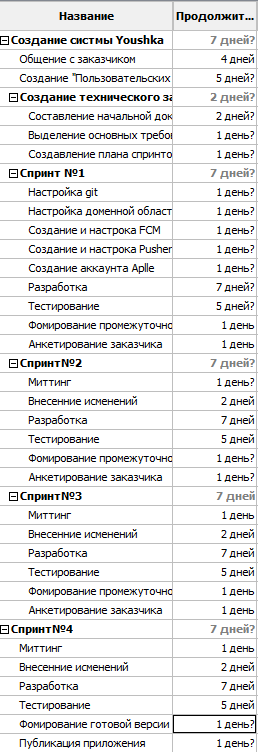 Название Продолжит...
Создание систмы Youshka 7 дней?
Общение с заказчиком 4 дней
Создание "Пользовательских 5 дней?
Создание технического за 2 дней?
Составление начальной док 2 дней?
Выделение основных требо 1 день?
Создавление плана спринто 1 день?
Спринт №1 7 дней?
Настройка git 1 день?
Настройка доменной област 1 день?
Создание и настрока FCM 1 день?
Создание и настрока Pusher 1 день?
Создание аккаунта Aplle 1 день?
Разработка 7 дней?
Тестирование 5 дней?
Фомирование промежуточно 1 день
Анкетирование заказчика 1 день
Спринт№2 7 дней?
Миттинг 1 день?
Внесенние исменений 2 дней
Разработка 7 дней
Тестирование 5 дней
Фомирование промежуточно 1 день?
Анкетирование заказчика 1 день?
Спринт№3 7 дней
Миттинг 1 день
Внесенние исменений 2 дней
Разработка 7 дней
Тестирование 5 дней
Фомирование промежуточно 1 день
Анкетирование заказчика 1 день
Спринт№4 7 дней?
Миттинг 1 день
Внесенние исменений 2 дней
Разработка 7 дней
Тестирование 5 дней
Фомирование готовой версии 1 день?
Публикация приложения 1 день